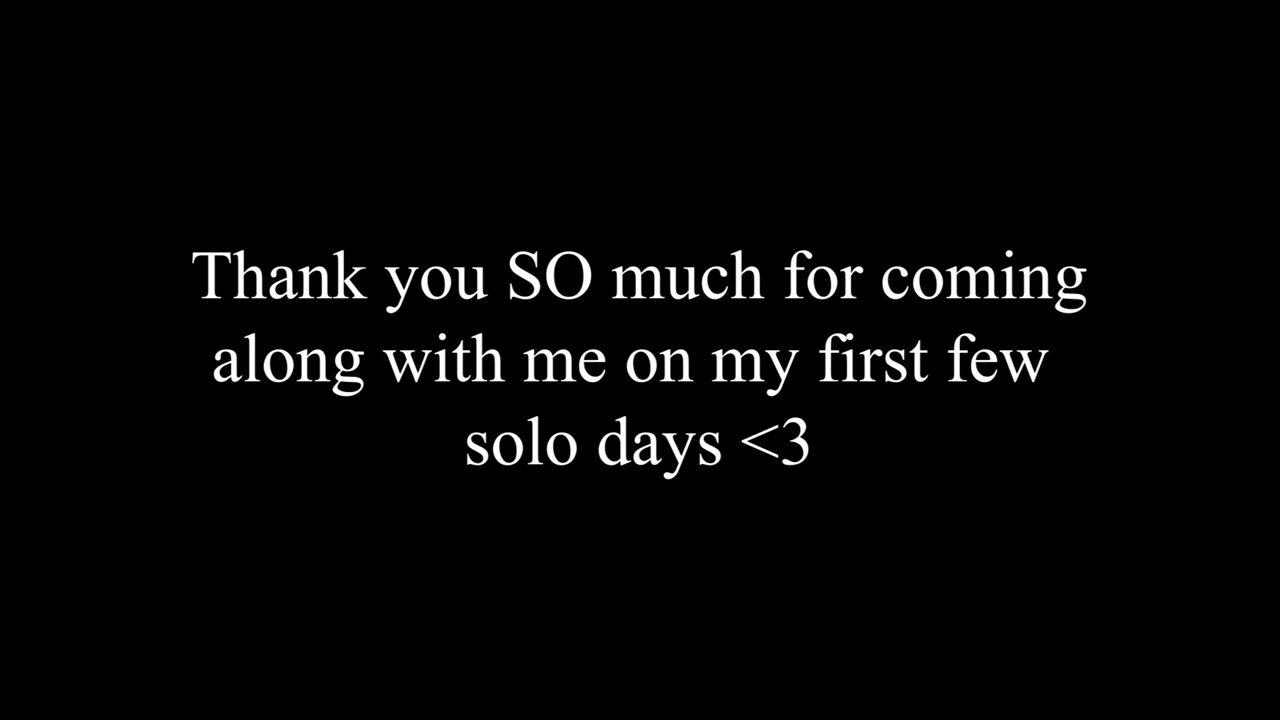 Thank you SO much for coming
along with me on my first few
solo days <3